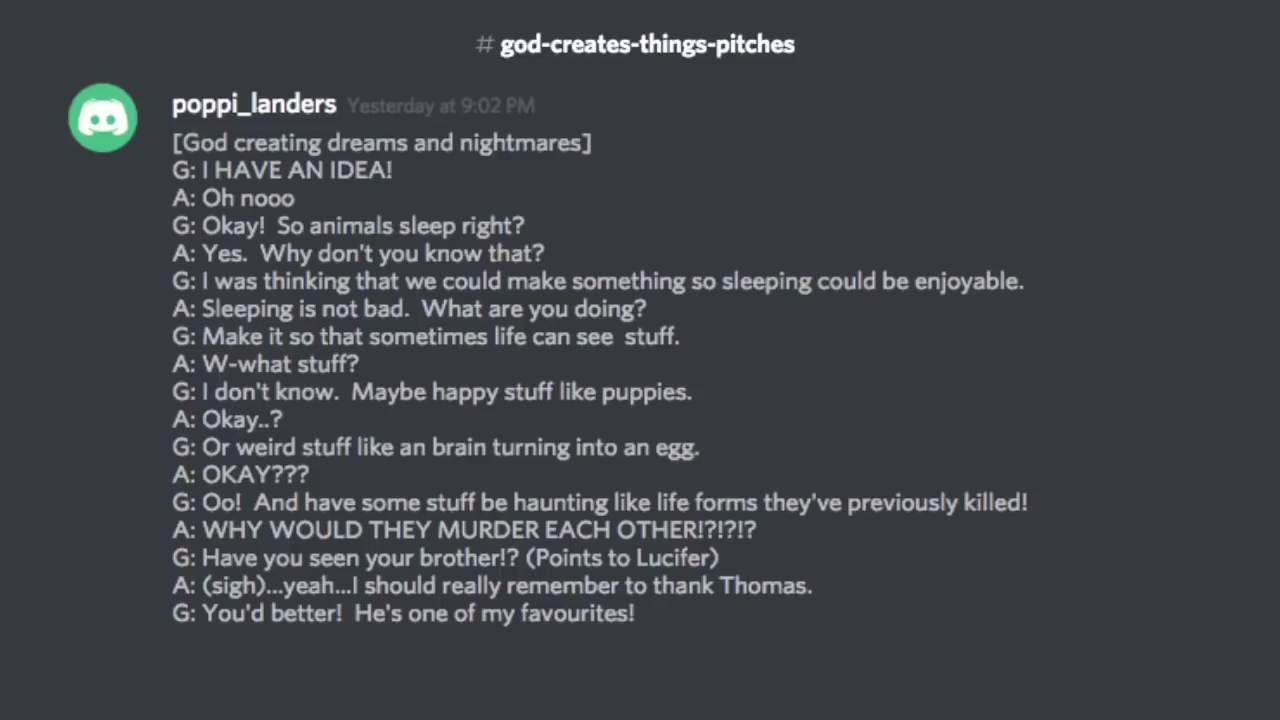 # god-creates-things-pitches
poppi_landers Yesterday at 9:02 PM
[God creating dreams and nightmares]
G: I HAVE AN IDEA!
A: Oh nooo
G: Okay!  So animals sleep right?
A: Yes.  Why don't you know that?
G: I was thinking that we could make something so sleeping could be enjoyable.
A: Sleeping is not bad.  What are you doing?
G: Make it so that sometimes life can see  stuff.
A: W-what stuff?
G: I don't know.  Maybe happy stuff like puppies.
A: Okay..?
G: Or weird stuff like an brain turning into an egg.
A: OKAY???
G: Oo!  And have some stuff be haunting like life forms they've previously killed!
A: WHY WOULD THEY MURDER EACH OTHER!?!?!?
G: Have you seen your brother!? (Points to Lucifer)
A: (sigh)...yeah...I should really remember to thank Thomas.
G: You'd better!  He's one of my favourites!